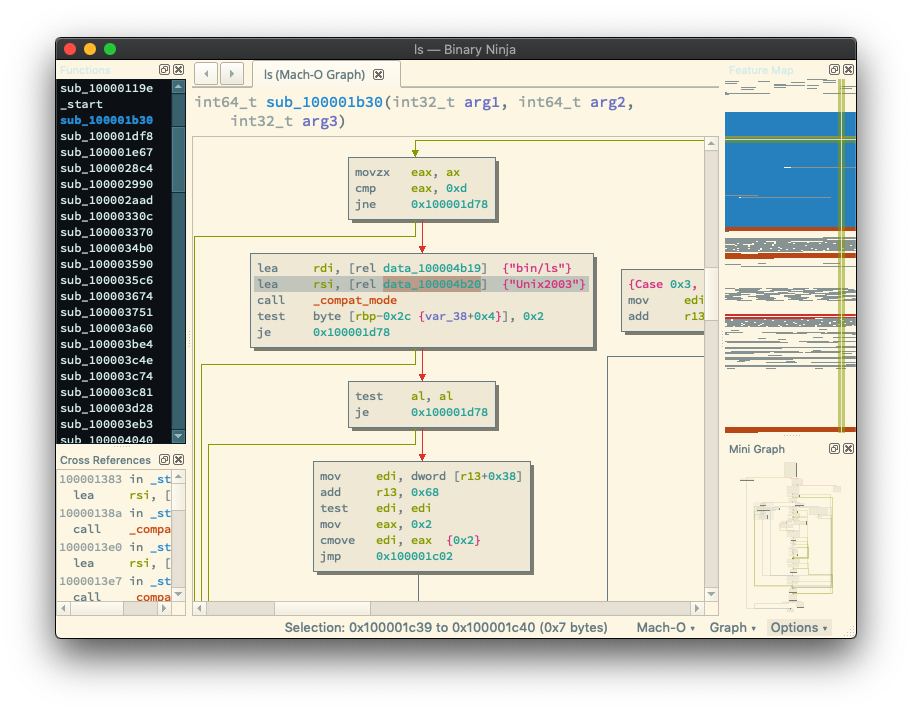 ls — Binary Ninja
Functions
sub_10000119e
_start
sub_100001b30
sub_100001df8
sub_100001e67
sub_1000028c4
sub_100002990
sub_100002aad
sub_10000330c
sub_100003370
sub_1000034b0
sub_100003590
sub_1000035c6
sub_100003674
sub_100003751
sub_100003a60
sub_100003be4
sub_100003c4e
sub_100003c74
sub_100003c81
sub_100003d28
sub_100003eb3
sub_100004040
Cross References
100001383 in _st
lea rsi, [
10000138a in _st
call _compa
1000013e0 in _st
lea rsi, [
1000013e7 in _st
call _compa
ls (Mach-O Graph)
int64_t sub_100001b30(int32_t arg1, int64_t arg2,
int32_t arg3)
movzx eax, ax
cmp eax, 0xd
jne 0x100001d78
lea rdi, [rel data_100004b19] {"bin/ls"}
lea rsi, [rel data_100004b20] {"Unix2003"}
call _compat_mode
test byte [rbp-0x2c {var_38+0x4}], 0x2
je 0x100001d78
{Case 0x3,
mov edi
add r13
test al, al
je 0x100001d78
mov edi, dword [r13+0x38]
add r13, 0x68
test edi, edi
mov eax, 0x2
cmove edi, eax {0x2}
jmp 0x100001c02
Feature Map
Mini Graph
Selection: 0x100001c39 to 0x100001c40 (0x7 bytes) Mach-O Graph Options